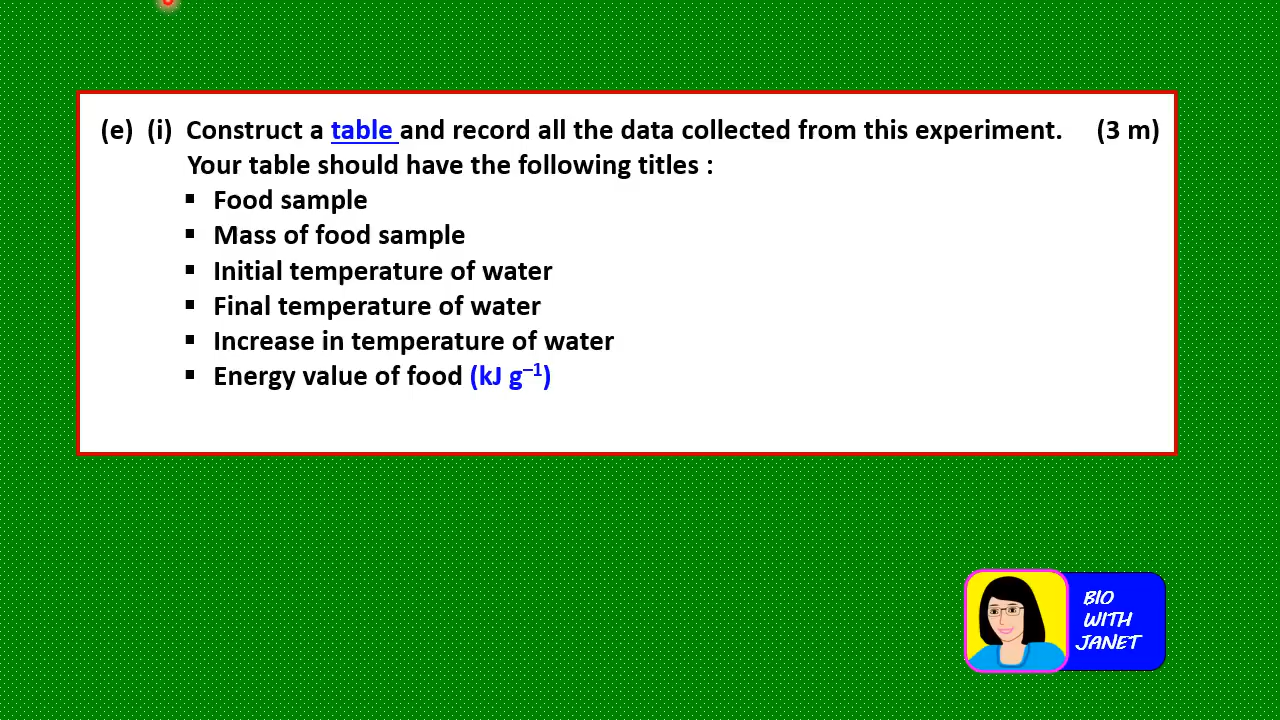 (e) (i) Construct a table and record all the data collected from this experiment. (3 m)
Your table should have the following titles :
▪ Food sample
▪ Mass of food sample
▪ Initial temperature of water
▪ Final temperature of water
▪ Increase in temperature of water
▪ Energy value of food (kJ g⁻¹)
BIO
WITH
JANET